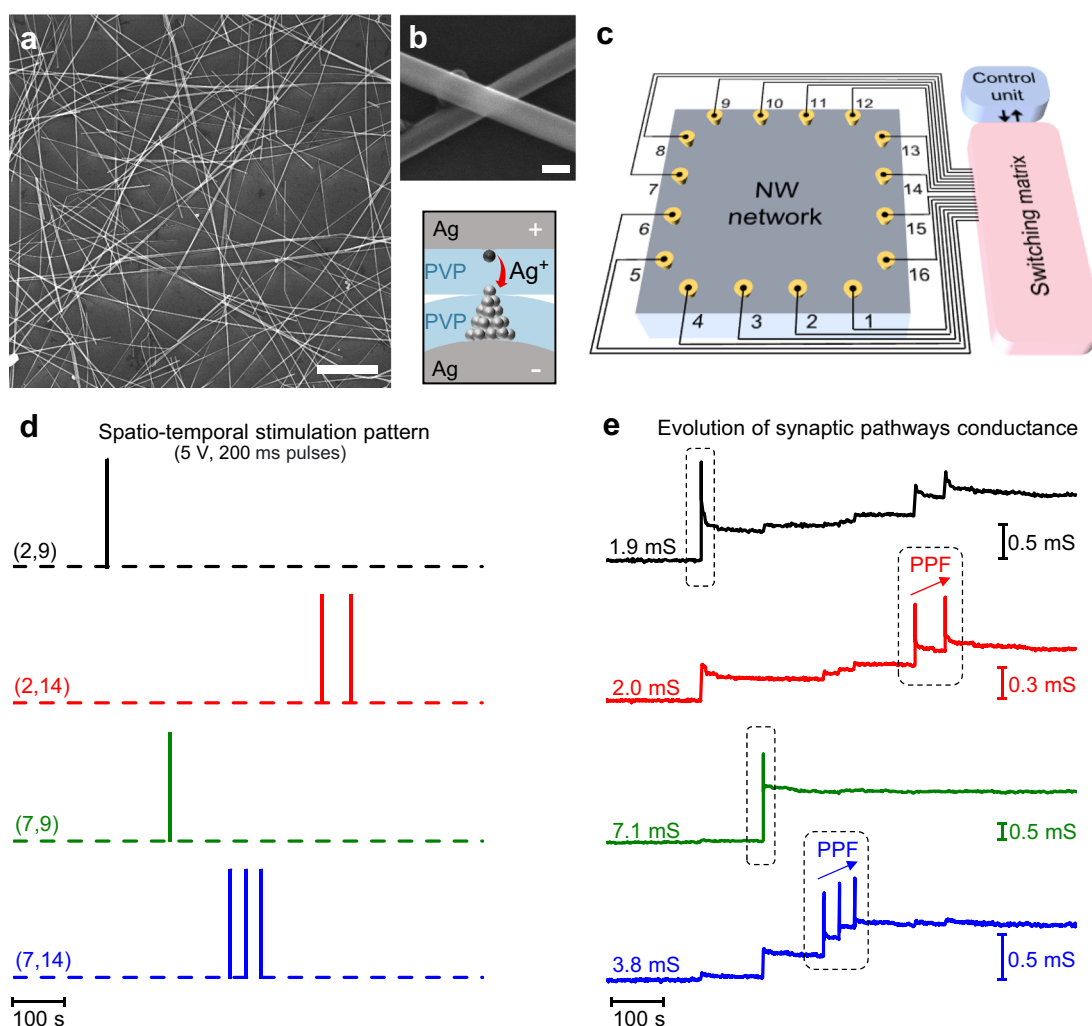 a
b
c
Ag +
PVP
Ag⁺
PVP
Ag -
Control
unit
Switching matrix
NW
network
9
10
11
12
8
13
7
14
6
15
5
16
4
3
2
1
d
Spatio-temporal stimulation pattern
(5 V, 200 ms pulses)
(2,9)
(2,14)
(7,9)
(7,14)
100 s
e
Evolution of synaptic pathways conductance
1.9 mS
0.5 mS
PPF
2.0 mS
0.3 mS
7.1 mS
0.5 mS
PPF
3.8 mS
0.5 mS
100 s